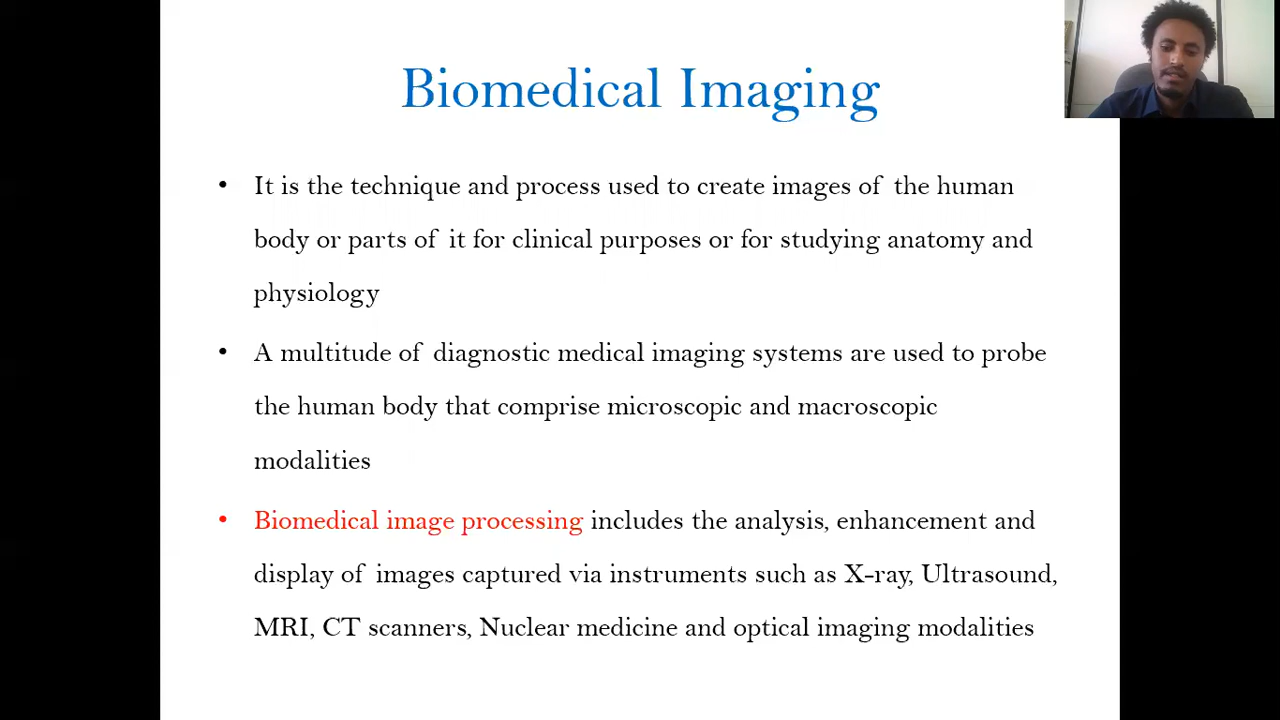 Biomedical Imaging
• It is the technique and process used to create images of the human
body or parts of it for clinical purposes or for studying anatomy and
physiology
• A multitude of diagnostic medical imaging systems are used to probe
the human body that comprise microscopic and macroscopic
modalities
• Biomedical image processing includes the analysis, enhancement and
display of images captured via instruments such as X-ray, Ultrasound,
MRI, CT scanners, Nuclear medicine and optical imaging modalities